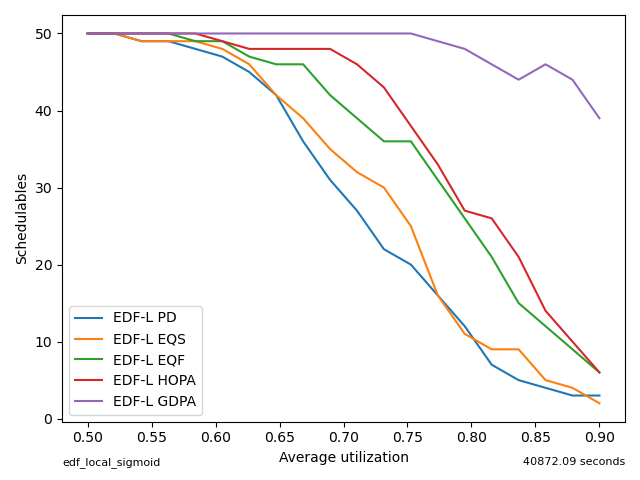 50
40
30
20
10
0
Schedulables
EDF-L PD
EDF-L EQS
EDF-L EQF
EDF-L HOPA
EDF-L GDPA
0.50 0.55 0.60 0.65 0.70 0.75 0.80 0.85 0.90
Average utilization
edf_local_sigmoid
40872.09 seconds